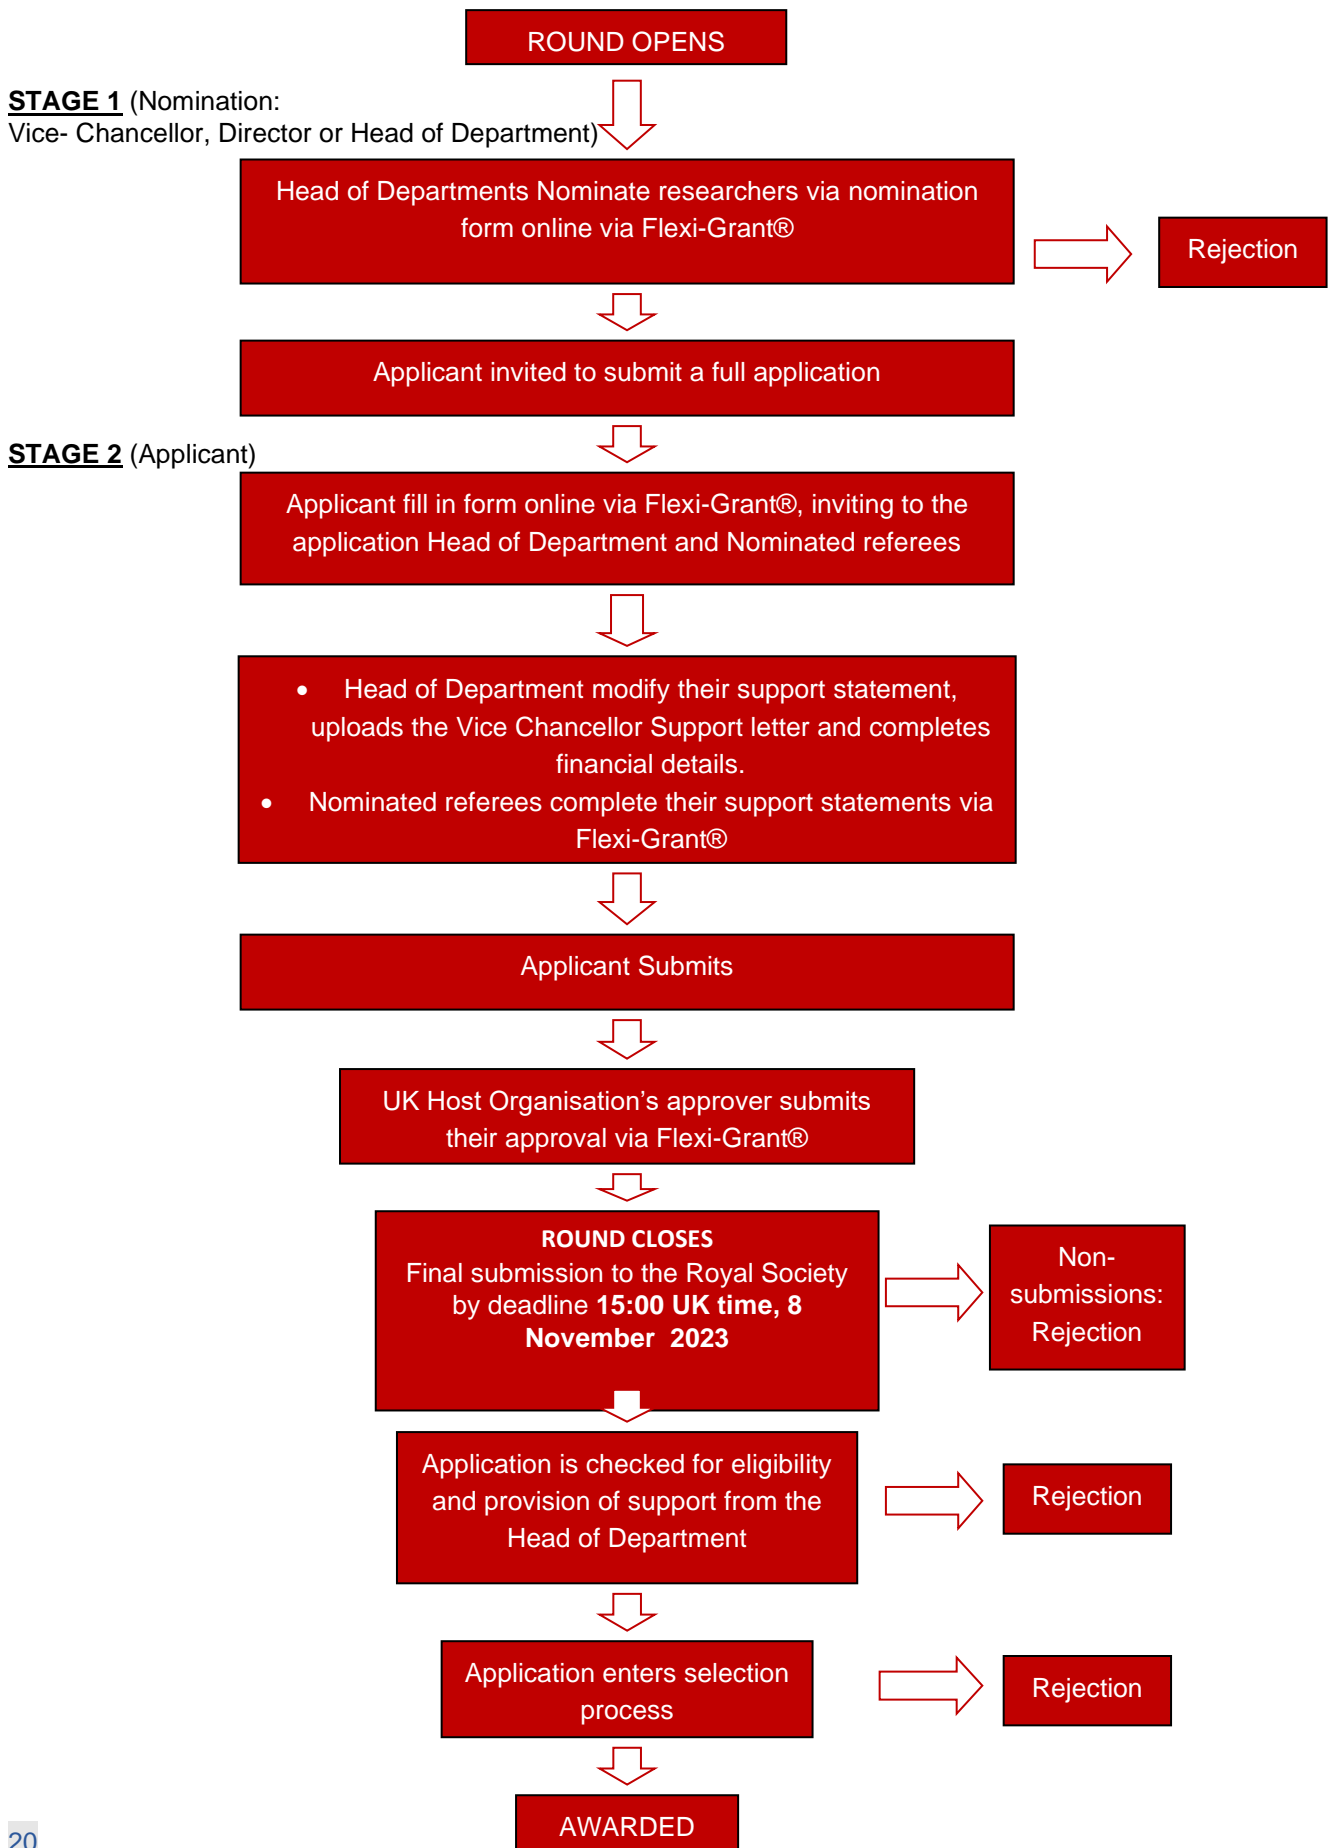 ROUND OPENS
STAGE 1 (Nomination:
Vice- Chancellor, Director or Head of Department)
Head of Departments Nominate researchers via nomination
form online via Flexi-Grant®
Rejection
Applicant invited to submit a full application
STAGE 2 (Applicant)
Applicant fill in form online via Flexi-Grant®, inviting to the
application Head of Department and Nominated referees
• Head of Department modify their support statement,
uploads the Vice Chancellor Support letter and completes
financial details.
• Nominated referees complete their support statements via
Flexi-Grant®
Applicant Submits
UK Host Organisation’s approver submits
their approval via Flexi-Grant®
ROUND CLOSES
Final submission to the Royal Society
by deadline 15:00 UK time, 8
November 2023
Non-
submissions:
Rejection
Application is checked for eligibility
and provision of support from the
Head of Department
Rejection
Application enters selection
process
Rejection
AWARDED
20